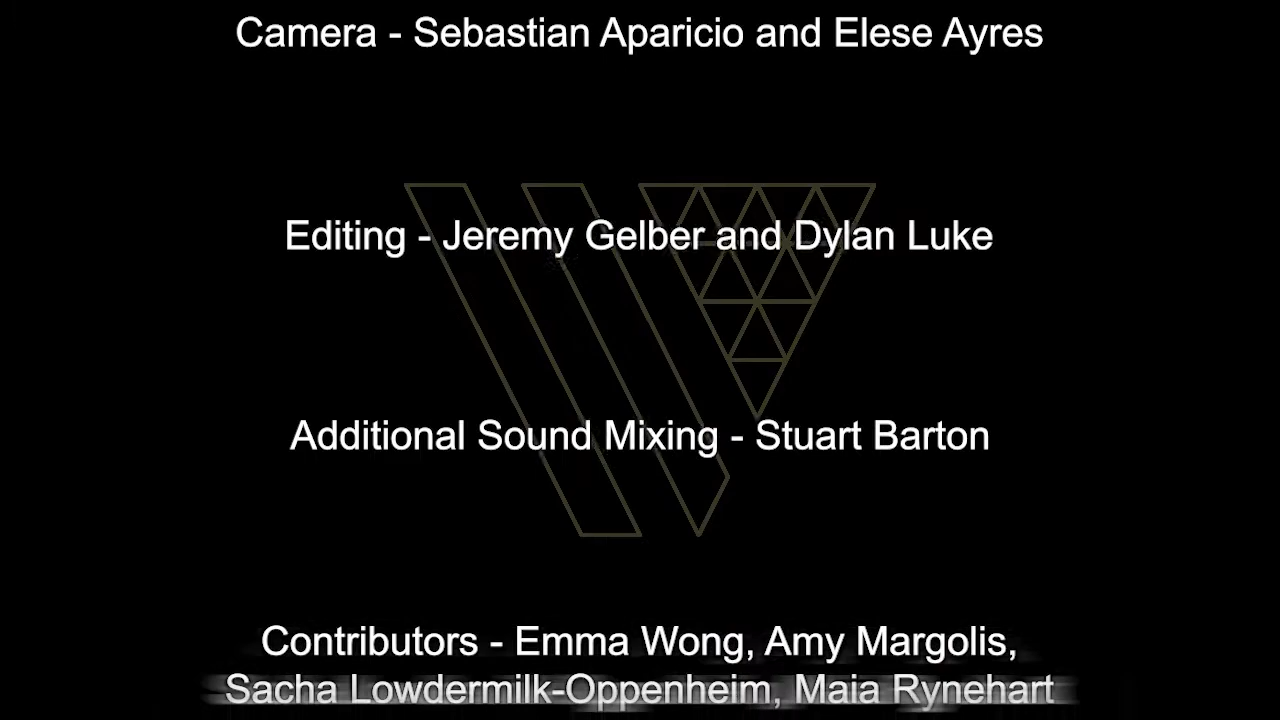 Camera - Sebastian Aparicio and Elese Ayres
Editing - Jeremy Gelber and Dylan Luke
Additional Sound Mixing - Stuart Barton
Contributors - Emma Wong, Amy Margolis,
Sacha Lowdermilk-Oppenheim, Maia Rynehart